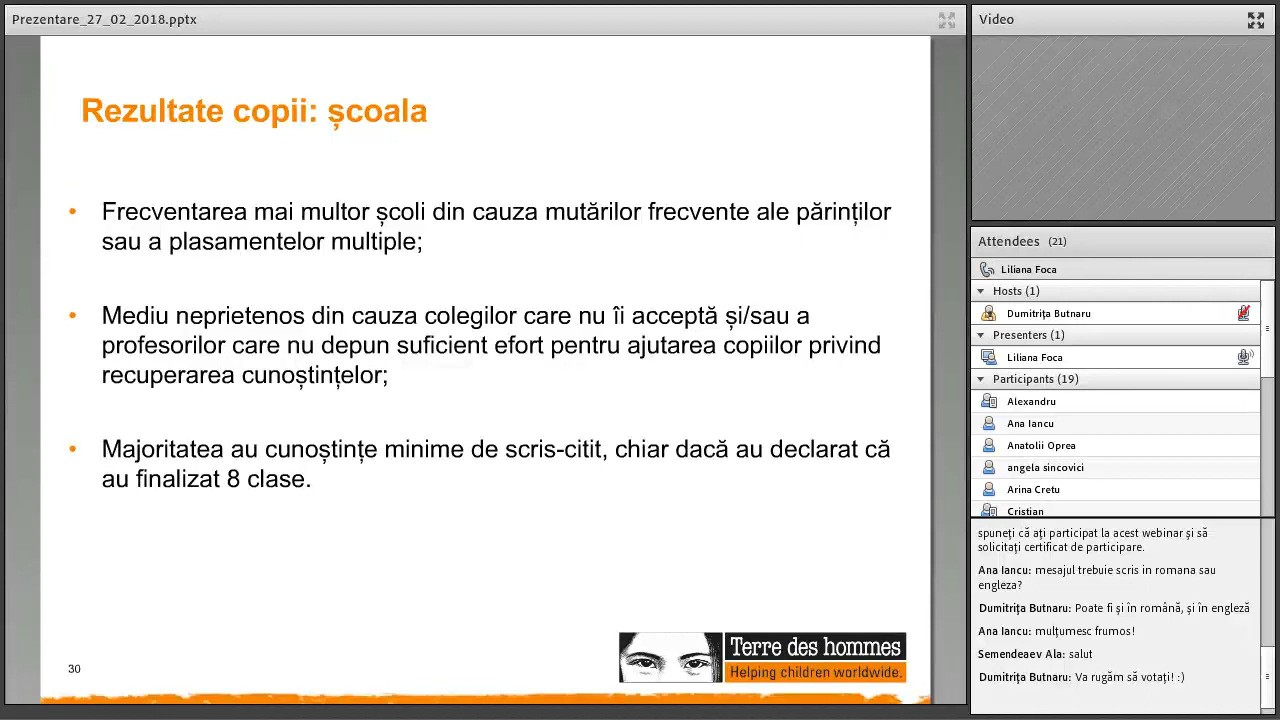 Prezentare_27_02_2018.pptx
Rezultate copii: școala
• Frecventarea mai multor școli din cauza mutărilor frecvente ale părinților
sau a plasamentelor multiple;
• Mediu neprietenos din cauza colegilor care nu îi acceptă și/sau a
profesorilor care nu depun suficient efort pentru ajutarea copiilor privind
recuperarea cunoștințelor;
• Majoritatea au cunoștințe minime de scris-citit, chiar dacă au declarat că
au finalizat 8 clase.
30
Terre des hommes
Helping children worldwide.
Video
Attendees (21)
Liliana Foca
Hosts (1)
Dumitrița Butnaru
Presenters (1)
Liliana Foca
Participants (19)
Alexandru
Ana Iancu
Anatolii Oprea
angela sincovici
Arina Cretu
Cristian
spuneți că ați participat la acest webinar și să
solicitați certificat de participare.
Ana Iancu: mesajul trebuie scris in romana sau
engleza?
Dumitrița Butnaru: Poate fi și în română, și în engleză
Ana Iancu: mulțumesc frumos!
Semendeaev Ala: salut
Dumitrița Butnaru: Va rugăm să votați! :)